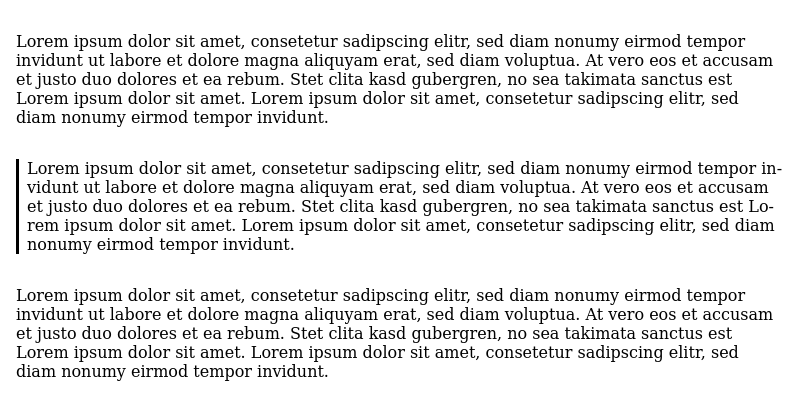 Lorem ipsum dolor sit amet, consetetur sadipscing elitr, sed diam nonumy eirmod tempor
invidunt ut labore et dolore magna aliquyam erat, sed diam voluptua. At vero eos et accusam
et justo duo dolores et ea rebum. Stet clita kasd gubergren, no sea takimata sanctus est
Lorem ipsum dolor sit amet. Lorem ipsum dolor sit amet, consetetur sadipscing elitr, sed
diam nonumy eirmod tempor invidunt.
Lorem ipsum dolor sit amet, consetetur sadipscing elitr, sed diam nonumy eirmod tempor in-
vidunt ut labore et dolore magna aliquyam erat, sed diam voluptua. At vero eos et accusam
et justo duo dolores et ea rebum. Stet clita kasd gubergren, no sea takimata sanctus est Lo-
rem ipsum dolor sit amet. Lorem ipsum dolor sit amet, consetetur sadipscing elitr, sed diam
nonumy eirmod tempor invidunt.
Lorem ipsum dolor sit amet, consetetur sadipscing elitr, sed diam nonumy eirmod tempor
invidunt ut labore et dolore magna aliquyam erat, sed diam voluptua. At vero eos et accusam
et justo duo dolores et ea rebum. Stet clita kasd gubergren, no sea takimata sanctus est
Lorem ipsum dolor sit amet. Lorem ipsum dolor sit amet, consetetur sadipscing elitr, sed
diam nonumy eirmod tempor invidunt.